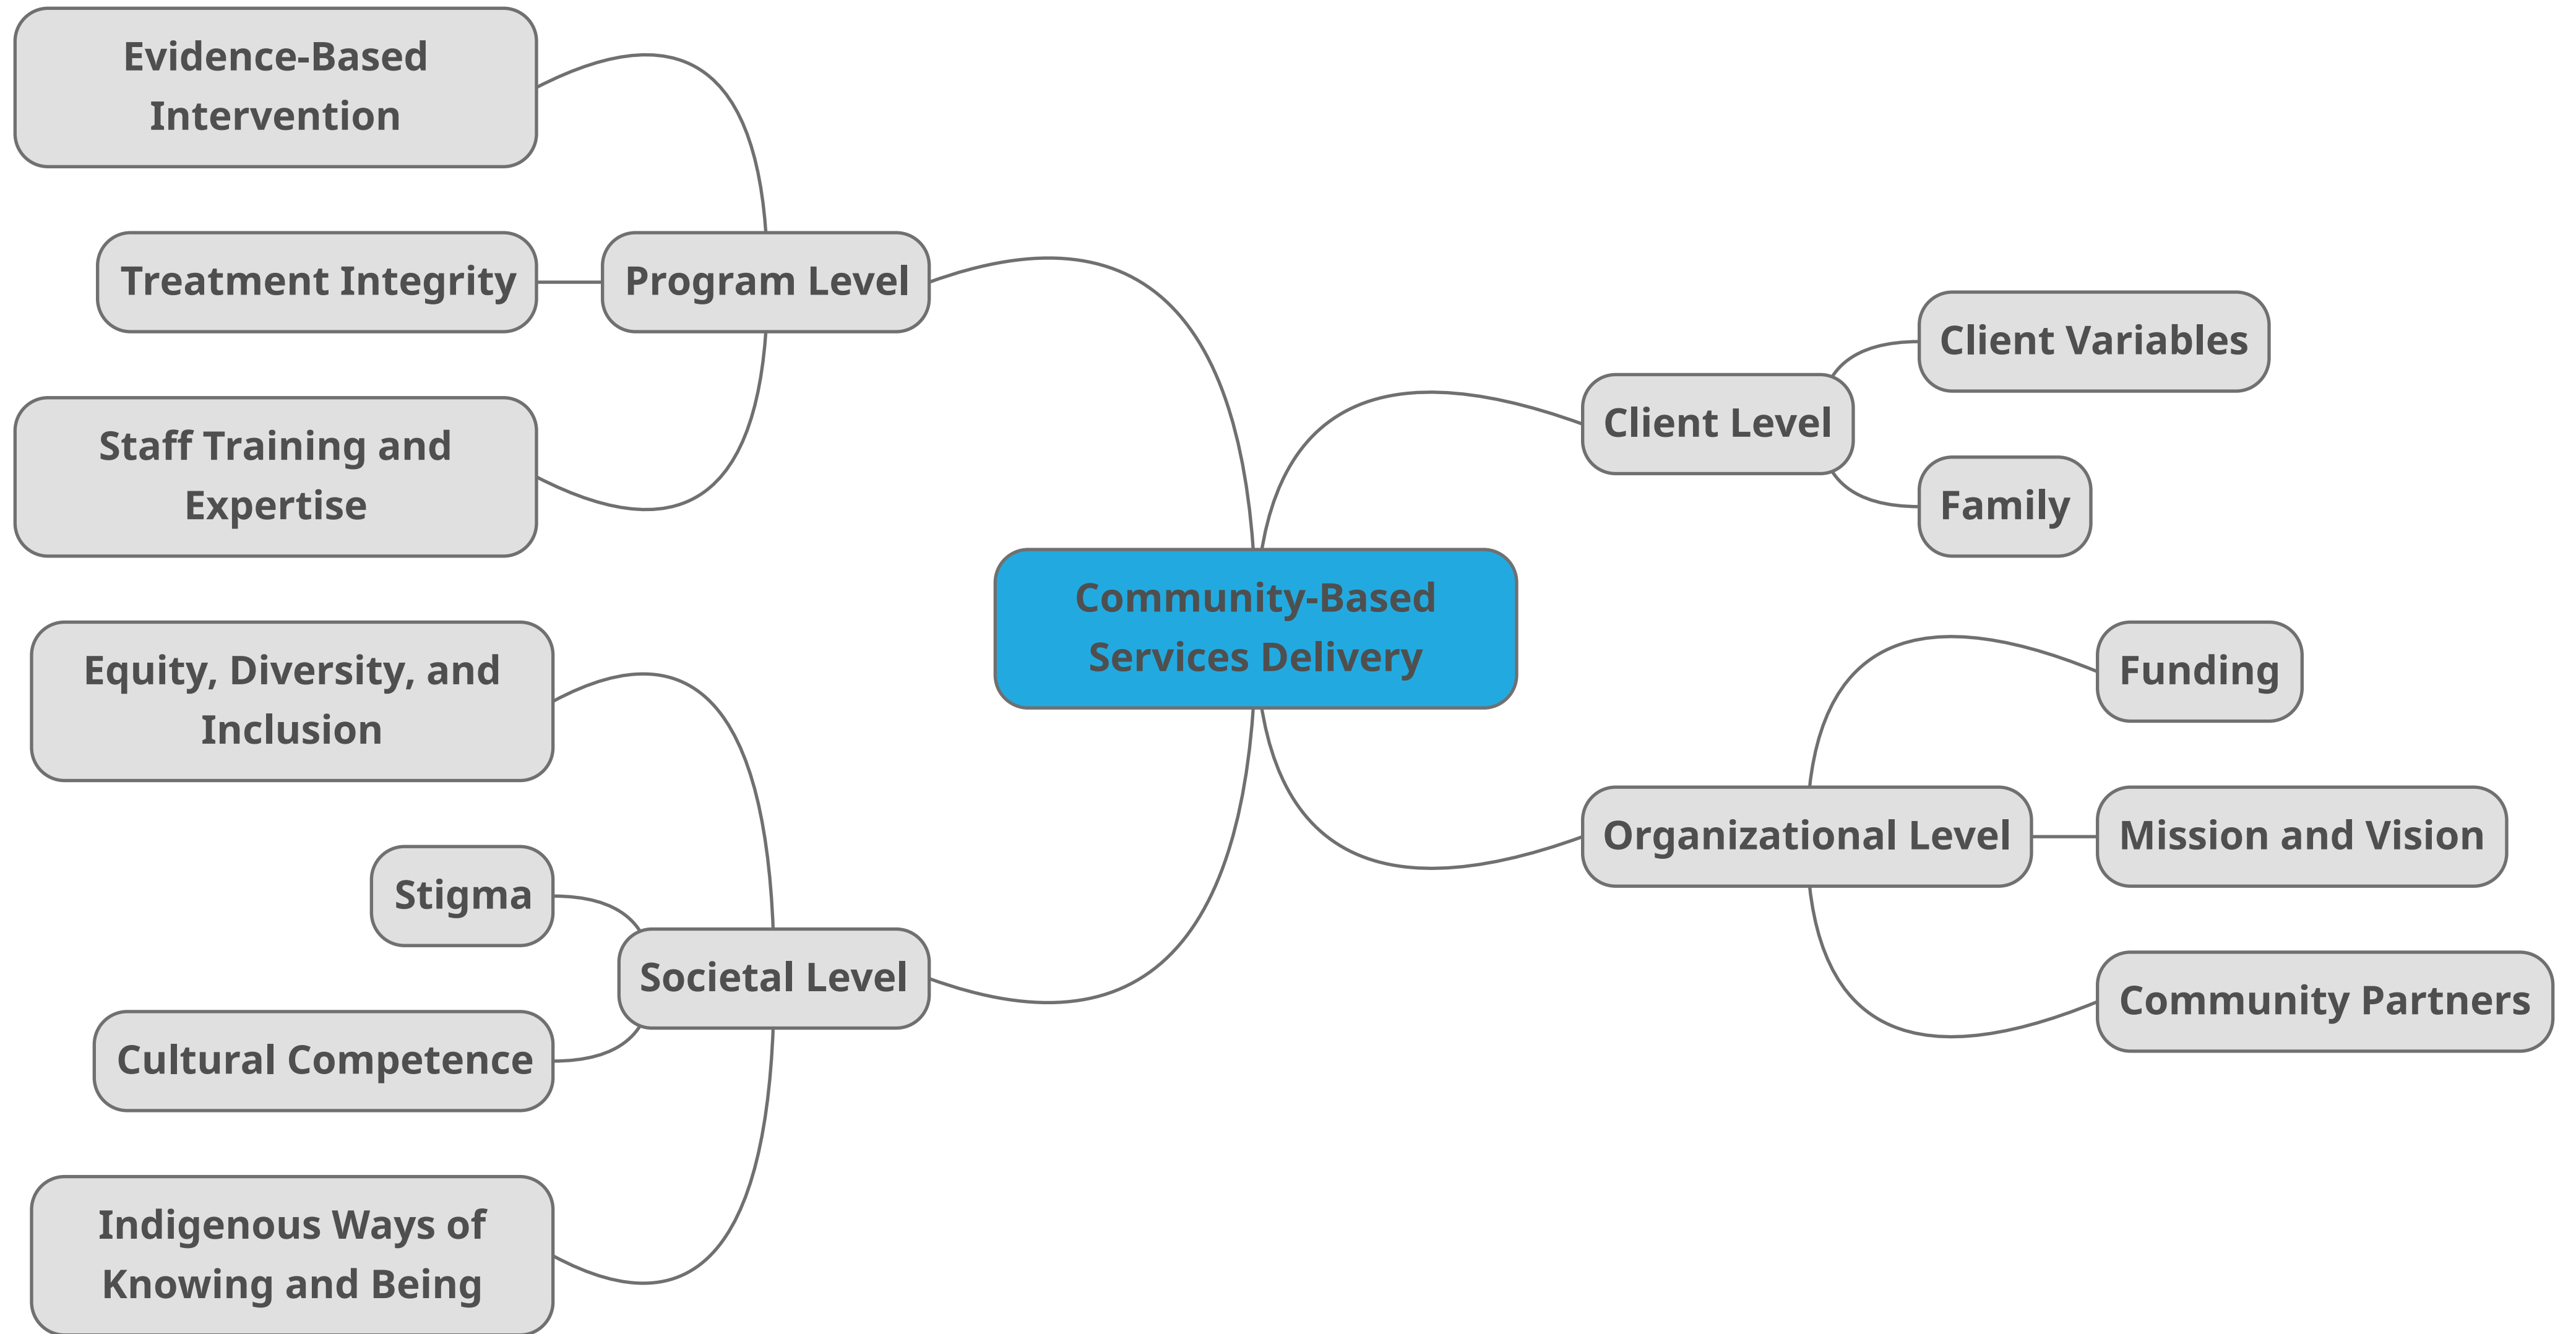 Evidence-Based
Intervention
Treatment Integrity
Program Level
Staff Training and
Expertise
Equity, Diversity, and
Inclusion
Stigma
Societal Level
Cultural Competence
Indigenous Ways of
Knowing and Being
Community-Based
Services Delivery
Client Level
Client Variables
Family
Organizational Level
Funding
Mission and Vision
Community Partners